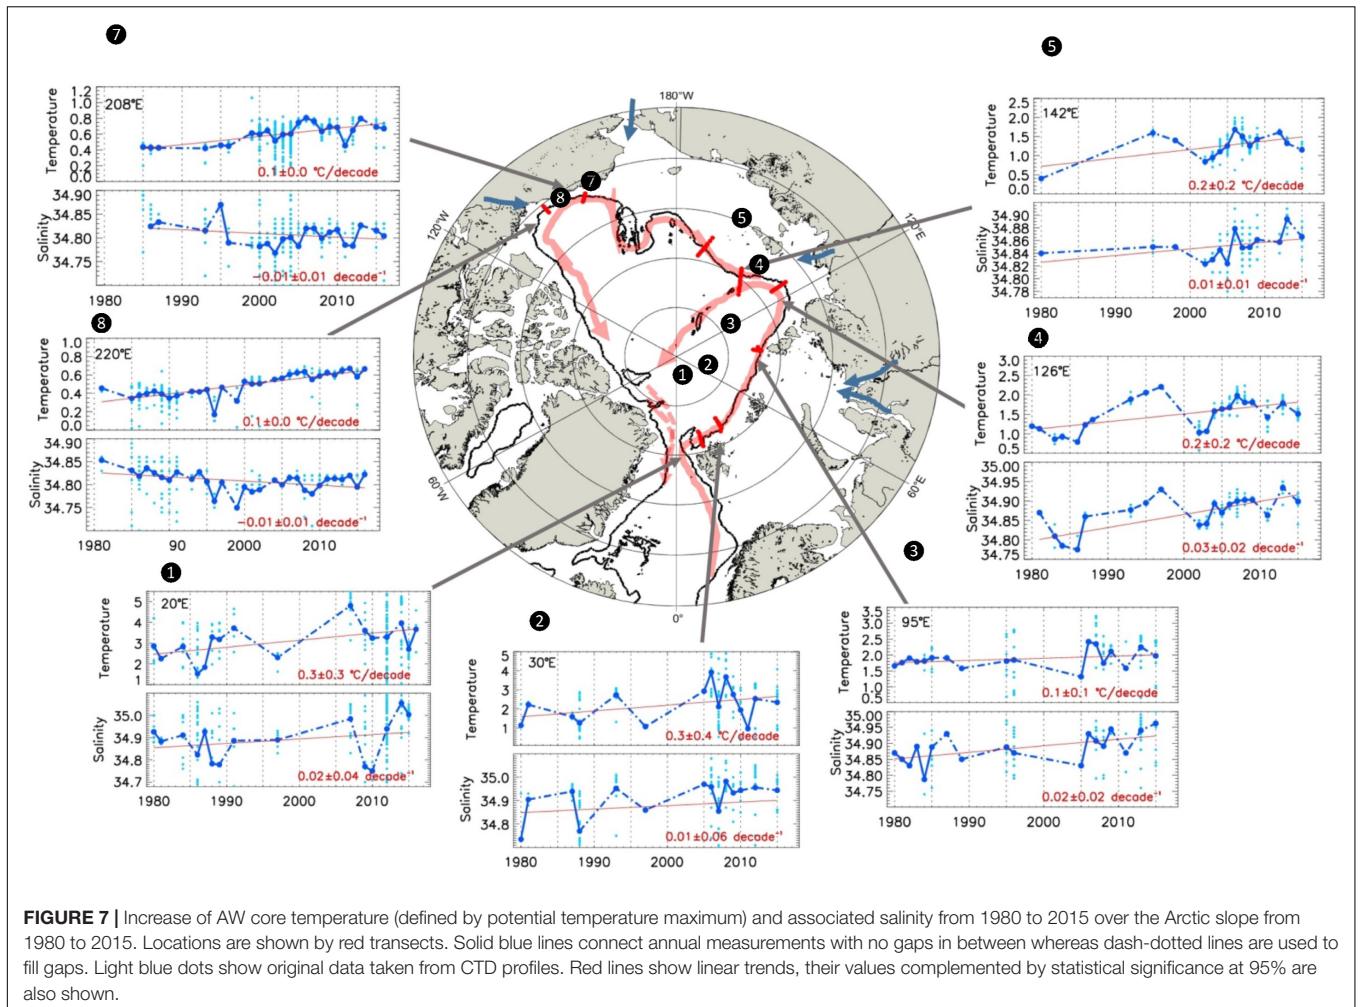 7
Temperature
1.2
1.0
0.8
0.6
0.4
0.2
0.0
208°E
0.1±0.0 °C/decade
Salinity
34.90
34.85
34.80
34.75
-0.01±0.01 decade⁻¹
1980
1990
2000
2010
8
Temperature
1.0
0.8
0.6
0.4
0.2
0.0
220°E
0.1±0.0 °C/decade
Salinity
34.90
34.85
34.80
34.75
-0.01±0.01 decade⁻¹
1980
90
2000
2010
1
Temperature
5
4
3
2
1
20°E
0.3±0.3 °C/decade
Salinity
35.0
34.9
34.8
34.7
0.02±0.04 decade⁻¹
1980
1990
2000
2010
2
Temperature
5
4
3
2
1
30°E
0.3±0.4 °C/decade
Salinity
35.0
34.9
34.8
0.01±0.06 decade⁻¹
1980
1990
2000
2010
180°W
120°W
120°E
60°W
60°E
0°
8
7
5
4
3
2
1
5
Temperature
2.5
2.0
1.5
1.0
0.5
0.0
142°E
0.2±0.2 °C/decade
Salinity
34.90
34.88
34.86
34.84
34.82
34.80
34.78
0.01±0.01 decade⁻¹
1980
1990
2000
2010
4
Temperature
3.0
2.5
2.0
1.5
1.0
0.5
126°E
0.2±0.2 °C/decade
Salinity
35.00
34.95
34.90
34.85
34.80
34.75
0.03±0.02 decade⁻¹
1980
1990
2000
2010
3
Temperature
3.5
3.0
2.5
2.0
1.5
1.0
0.5
95°E
0.1±0.1 °C/decade
Salinity
35.00
34.95
34.90
34.85
34.80
34.75
0.02±0.02 decade⁻¹
1980
1990
2000
2010
FIGURE 7 | Increase of AW core temperature (defined by potential temperature maximum) and associated salinity from 1980 to 2015 over the Arctic slope from
1980 to 2015. Locations are shown by red transects. Solid blue lines connect annual measurements with no gaps in between whereas dash-dotted lines are used to
fill gaps. Light blue dots show original data taken from CTD profiles. Red lines show linear trends, their values complemented by statistical significance at 95% are
also shown.